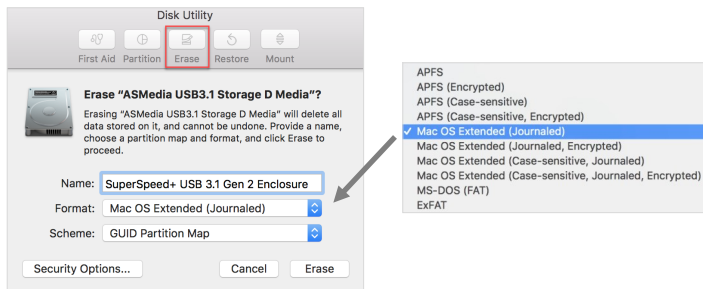 Disk Utility
First Aid Partition Erase Restore Mount
Erase “ASMedia USB3.1 Storage D Media”?
Erasing “ASMedia USB3.1 Storage D Media” will delete all
data stored on it, and cannot be undone. Provide a name,
choose a partition map and format, and click Erase to
proceed.
Name: SuperSpeed+ USB 3.1 Gen 2 Enclosure
Format: Mac OS Extended (Journaled)
Scheme: GUID Partition Map
Security Options... Cancel Erase
APFS
APFS (Encrypted)
APFS (Case-sensitive)
APFS (Case-sensitive, Encrypted)
✓ Mac OS Extended (Journaled)
Mac OS Extended (Journaled, Encrypted)
Mac OS Extended (Case-sensitive, Journaled)
Mac OS Extended (Case-sensitive, Journaled, Encrypted)
MS-DOS (FAT)
ExFAT